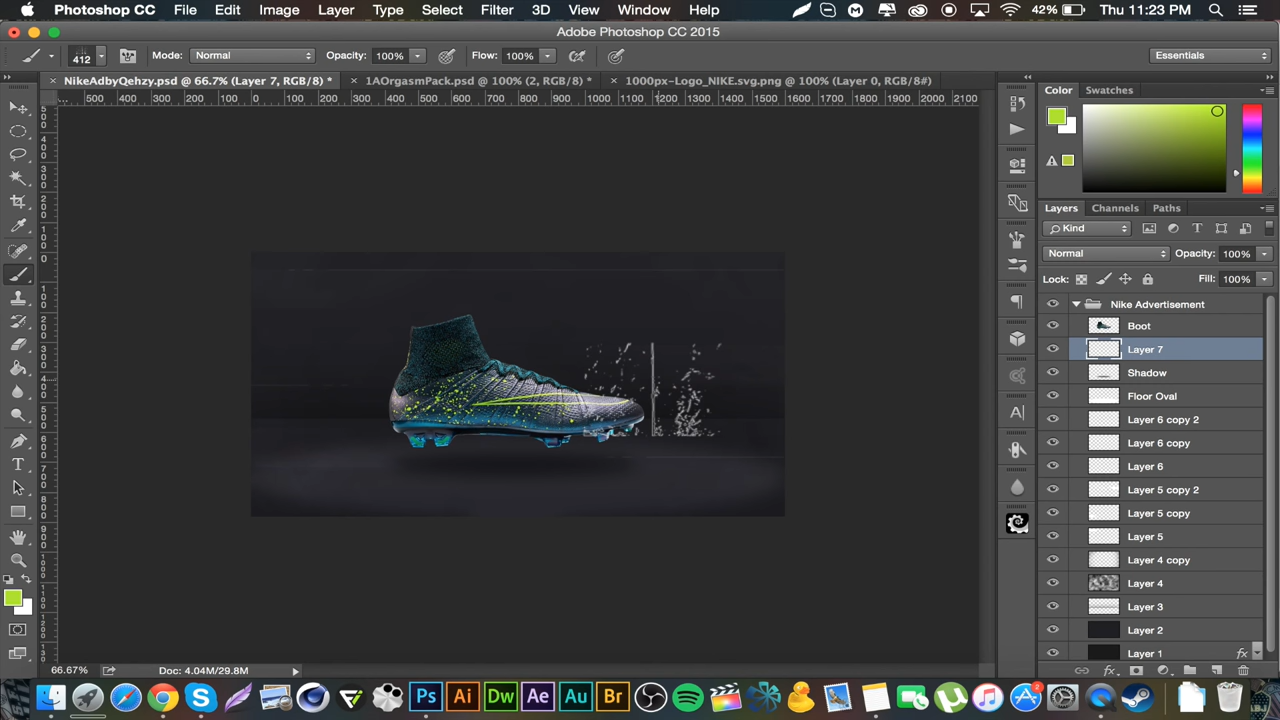 Photoshop CC File Edit Image Layer Type Select Filter 3D View Window Help 42% Thu 11:23 PM
Adobe Photoshop CC 2015
412 Mode: Normal Opacity: 100% Flow: 100% Essentials
NikeAdbyQehzy.psd @ 66.7% (Layer 7, RGB/8) * 1AOrgasmPack.psd @ 100% (2, RGB/8) * 1000px-Logo_NIKE.svg.png @ 100% (Layer 0, RGB/8#)
500 400 300 200 100 0 100 200 300 400 500 600 700 800 900 1000 1100 1200 1300 1400 1500 1600 1700 1800 1900 2000 2100
Color Swatches
Layers Channels Paths
Kind
Normal Opacity: 100%
Lock: Fill: 100%
Nike Advertisement
Boot
Layer 7
Shadow
Floor Oval
Layer 6 copy 2
Layer 6 copy
Layer 6
Layer 5 copy 2
Layer 5 copy
Layer 5
Layer 4 copy
Layer 4
Layer 3
Layer 2
Layer 1 fx
66.67% Doc: 4.04M/29.8M
Ps Ai Dw Ae Au Br 2